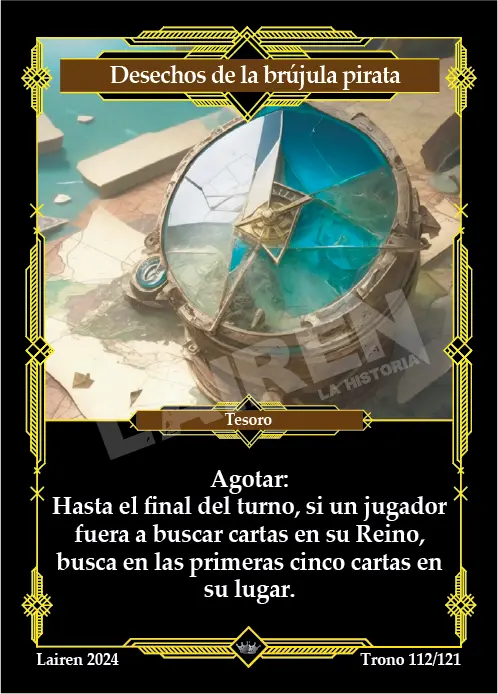 Desechos de la brújula pirata
LAIREN
LA HISTORIA
Tesoro
Agotar:
Hasta el final del turno, si un jugador
fuera a buscar cartas en su Reino,
busca en las primeras cinco cartas en
su lugar.
Lairen 2024
Trono 112/121